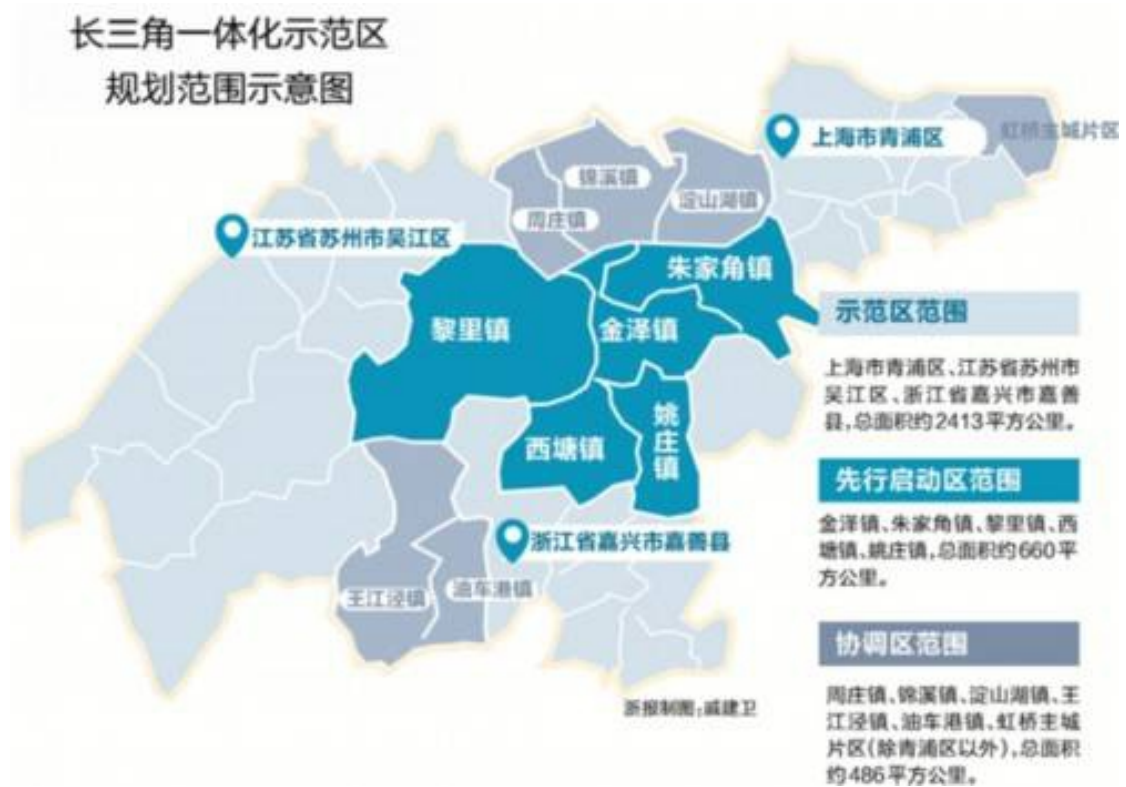 长三角一体化示范区
规划范围示意图
上海市青浦区
虹桥主城片区
锦溪镇
淀山湖镇
周庄镇
江苏省苏州市吴江区
朱家角镇
黎里镇
金泽镇
姚庄镇
西塘镇
浙江省嘉兴市嘉善县
王江泾镇
油车港镇
示范区范围
上海市青浦区、江苏省苏州市
吴江区、浙江省嘉兴市嘉善
县,总面积约2413平方公里。
先行启动区范围
金泽镇、朱家角镇、黎里镇、西
塘镇、姚庄镇,总面积约660平
方公里。
协调区范围
周庄镇、锦溪镇、淀山湖镇、王
江泾镇、油车港镇、虹桥主城
片区(除青浦区以外),总面积
约486平方公里。
浙报制图:戚建卫